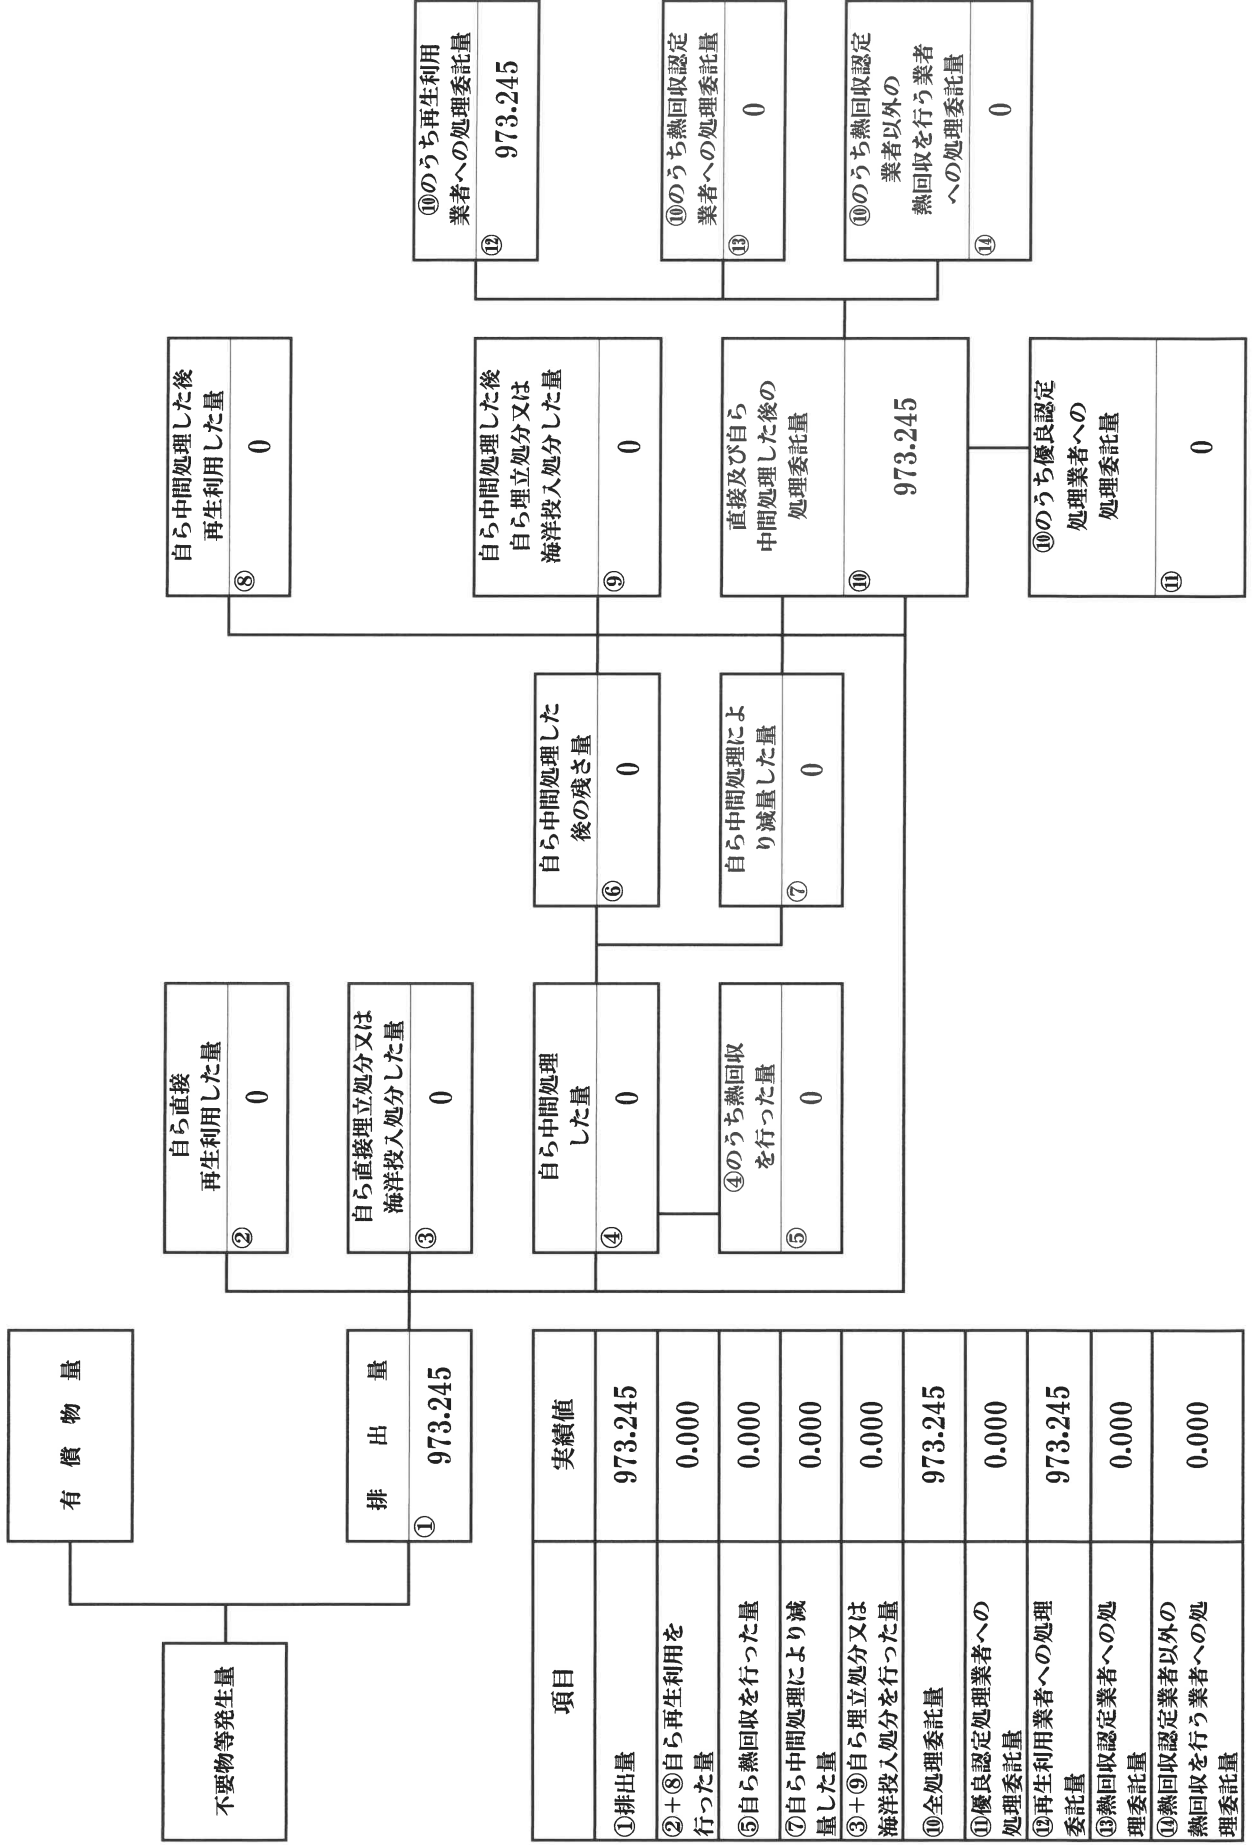 不要物等発生量
有償物量
排出量
①
973.245
自ら直接
再生利用した量
②
0
自ら直接埋立処分又は
海洋投入処分した量
③
0
自ら中間処理
した量
④
0
④のうち熱回収
を行った量
⑤
0
自ら中間処理した
後の残さ量
⑥
0
自ら中間処理によ
り減量した量
⑦
0
自ら中間処理した後
再生利用した量
⑧
0
自ら中間処理した後
自ら埋立処分又は
海洋投入処分した量
⑨
0
直接及び自ら
中間処理した後の
処理委託量
⑩
973.245
⑩のうち優良認定
処理業者への
処理委託量
⑪
0
⑩のうち再生利用
業者への処理委託量
⑫
973.245
⑩のうち熱回収認定
業者への処理委託量
⑬
0
⑩のうち熱回収認定
業者以外の
熱回収を行う業者
への処理委託量
⑭
0
項目 実績値
①排出量 973.245
②+⑧自ら再生利用を
行った量 0.000
⑤自ら熱回収を行った量 0.000
⑦自ら中間処理により減
量した量 0.000
③+⑨自ら埋立処分又は
海洋投入処分を行った量 0.000
⑩全処理委託量 973.245
⑪優良認定処理業者への
処理委託量 0.000
⑫再生利用業者への処理
委託量 973.245
⑬熱回収認定業者への処
理委託量 0.000
⑭熱回収認定業者以外の
熱回収を行う業者への処
理委託量 0.000